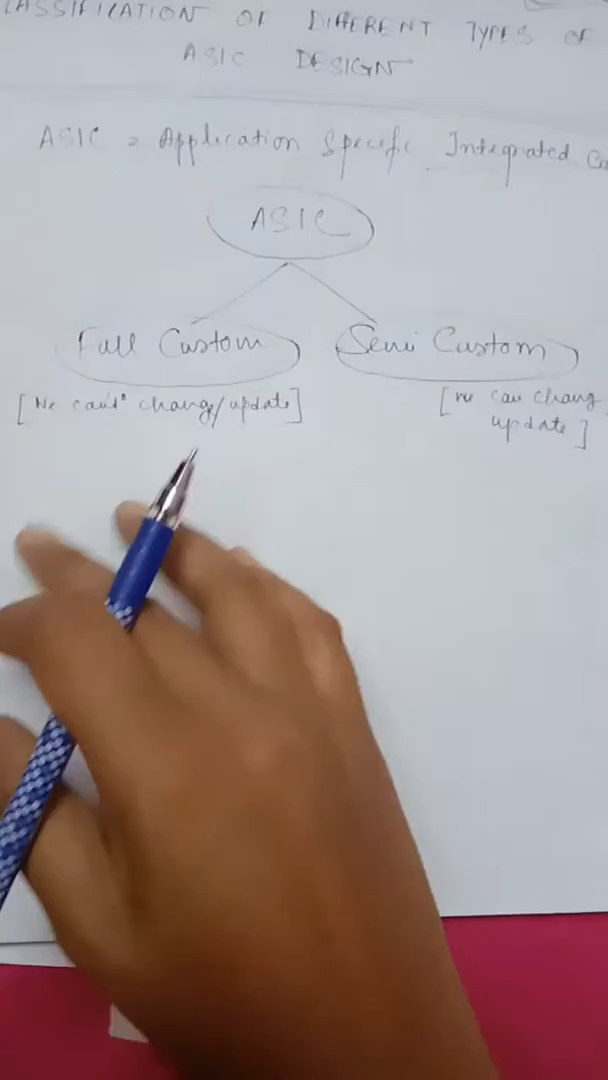 CLASSIFICATION OF DIFFERENT TYPES OF
ASIC DESIGN
ASIC = Application Specific Integrated
ASIC
Full Custom
Semi Custom
[We can't change/update]
[we can chang
update]